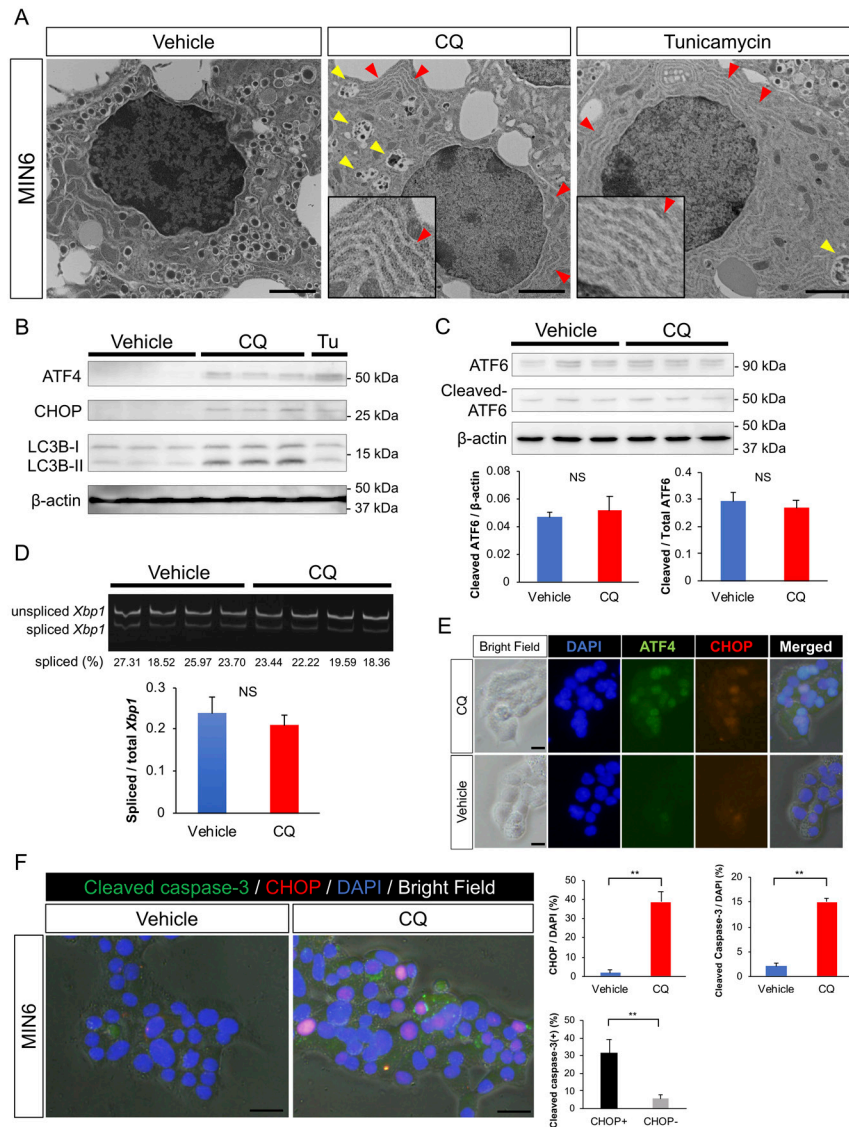 A
Vehicle CQ Tunicamycin
MIN6
B
Vehicle CQ Tu
ATF4 - 50 kDa
CHOP - 25 kDa
LC3B-I - 15 kDa
LC3B-II
β-actin - 50 kDa
- 37 kDa
C
Vehicle CQ
ATF6 - 90 kDa
Cleaved-ATF6 - 50 kDa
β-actin - 50 kDa
- 37 kDa
Cleaved ATF6 / β-actin
0.08
0.06
0.04
0.02
0
NS
Vehicle CQ
Cleaved / Total ATF6
0.4
0.3
0.2
0.1
0
NS
Vehicle CQ
D
Vehicle CQ
unspliced Xbp1
spliced Xbp1
spliced (%) 27.31 18.52 25.97 23.70 23.44 22.22 19.59 18.36
Spliced / total Xbp1
0.3
0.2
0.1
0
NS
Vehicle CQ
E
Bright Field DAPI ATF4 CHOP Merged
CQ
Vehicle
F
Cleaved caspase-3 / CHOP / DAPI / Bright Field
Vehicle CQ
MIN6
CHOP / DAPI (%)
50
40
30
20
10
0
**
Vehicle CQ
Cleaved Caspase-3 / DAPI (%)
20
15
10
5
0
**
Vehicle CQ
Cleaved caspase-3(+) (%)
50
40
30
20
10
0
**
CHOP+ CHOP-